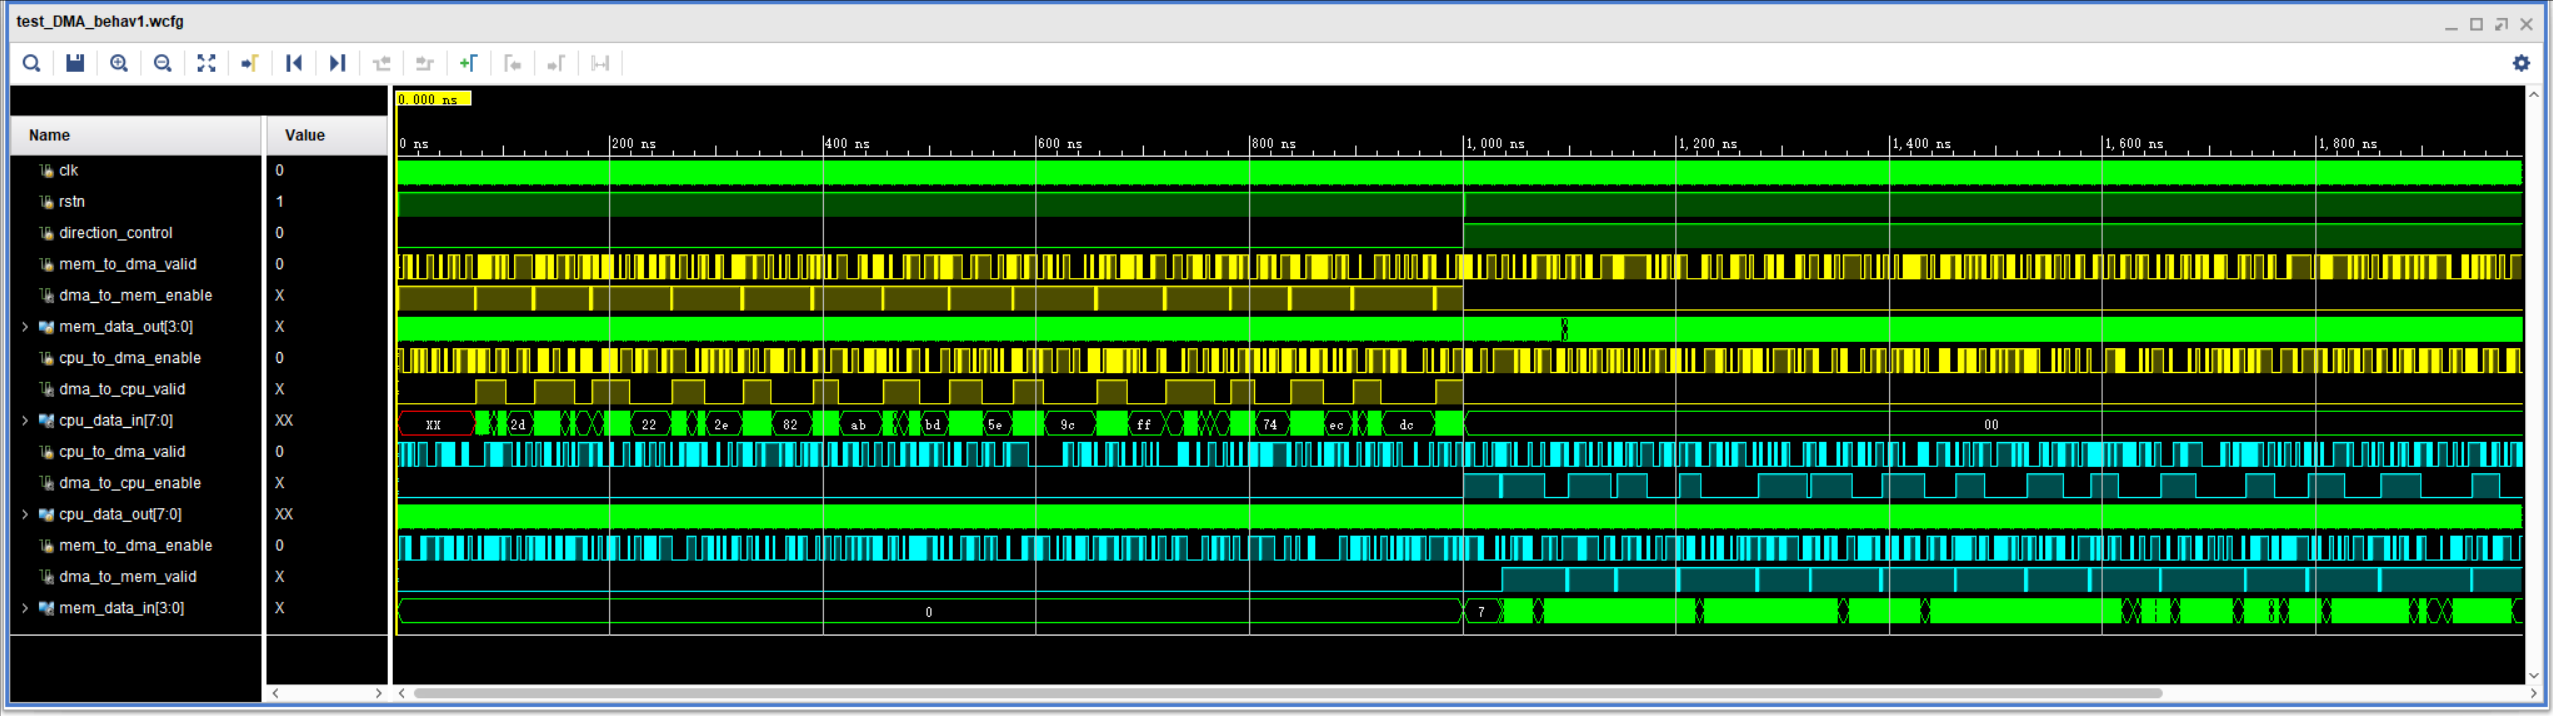 test_DMA_behav1.wcfg
0.000 ns
Name Value
0 ns 200 ns 400 ns 600 ns 800 ns 1,000 ns 1,200 ns 1,400 ns 1,600 ns 1,800 ns
clk 0
rstn 1
direction_control 0
mem_to_dma_valid 0
dma_to_mem_enable X
mem_data_out[3:0] X
cpu_to_dma_enable 0
dma_to_cpu_valid X
cpu_data_in[7:0] XX XX 2d 22 2e 82 ab bd 5e 9c ff 74 ec dc 00
cpu_to_dma_valid 0
dma_to_cpu_enable X
cpu_data_out[7:0] XX
mem_to_dma_enable 0
dma_to_mem_valid X
mem_data_in[3:0] X 0 7